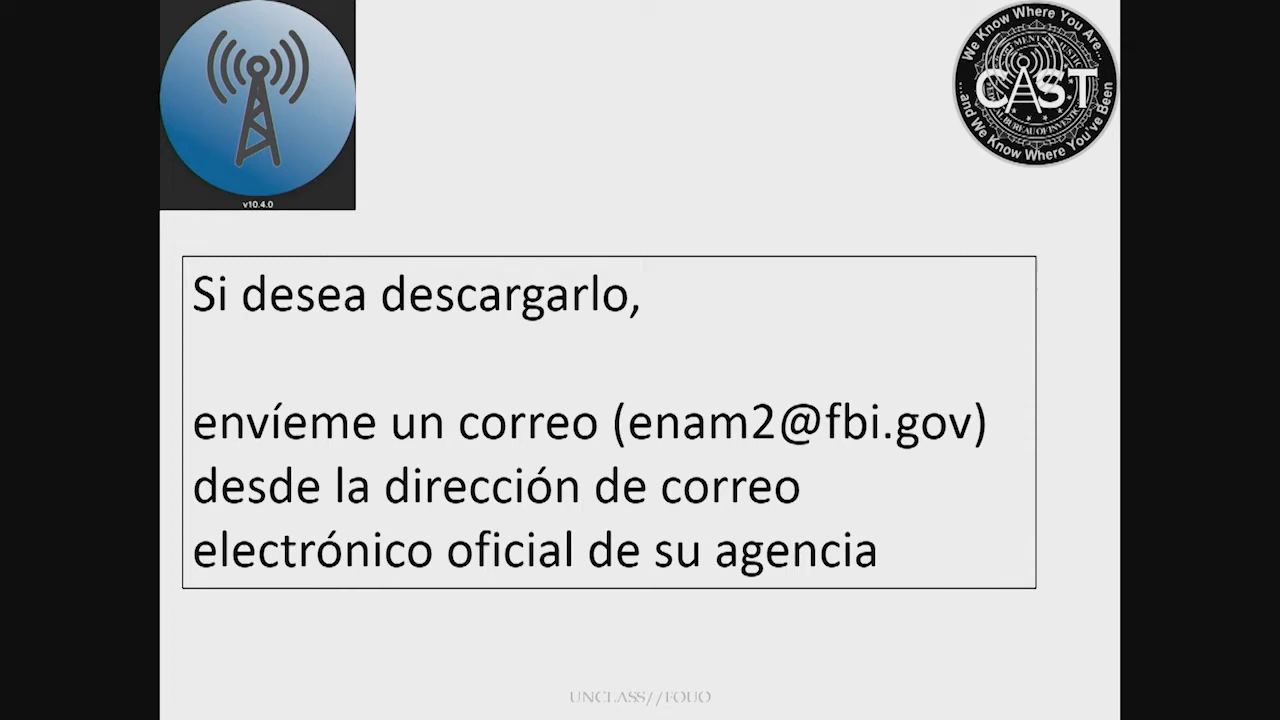 We Know Where You Are...
CAST
...and We Know Where You've Been
v10.4.0
Si desea descargarlo,
envíeme un correo (enam2@fbi.gov)
desde la dirección de correo
electrónico oficial de su agencia
UNCLASS//FOUO